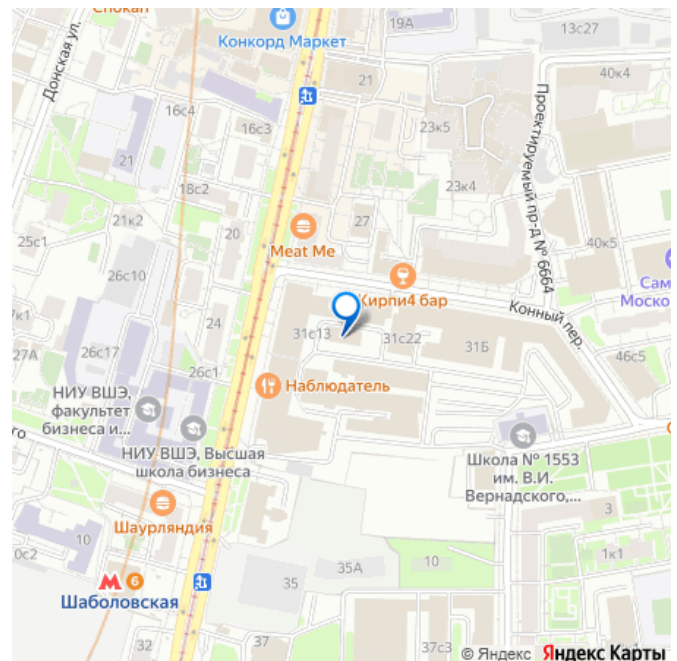 Чокап
Конкорд Маркет
19А
13с27
Донская ул.
21
40к4
16с4
16с3
23к5
Проектируемый пр-д № 6664
21
18с2
23к4
21к2
20
27
25с1
Meat Me
40к5
26с10
Кирпи4 бар
Сам
Моско
Конный пер.
24
31с13
31с22
31Б
46с5
27А
26с17
26с1
Наблюдатель
НИУ ВШЭ,
факультет
бизнеса и...
НИУ ВШЭ, Высшая
школа бизнеса
Школа № 1553
им. В.И.
Вернадского,...
Шаурляндия
3
10
0с2
35А
10
1к1
35
6
Шаболовская
32
37
37с3
© Яндекс Яндекс Карты